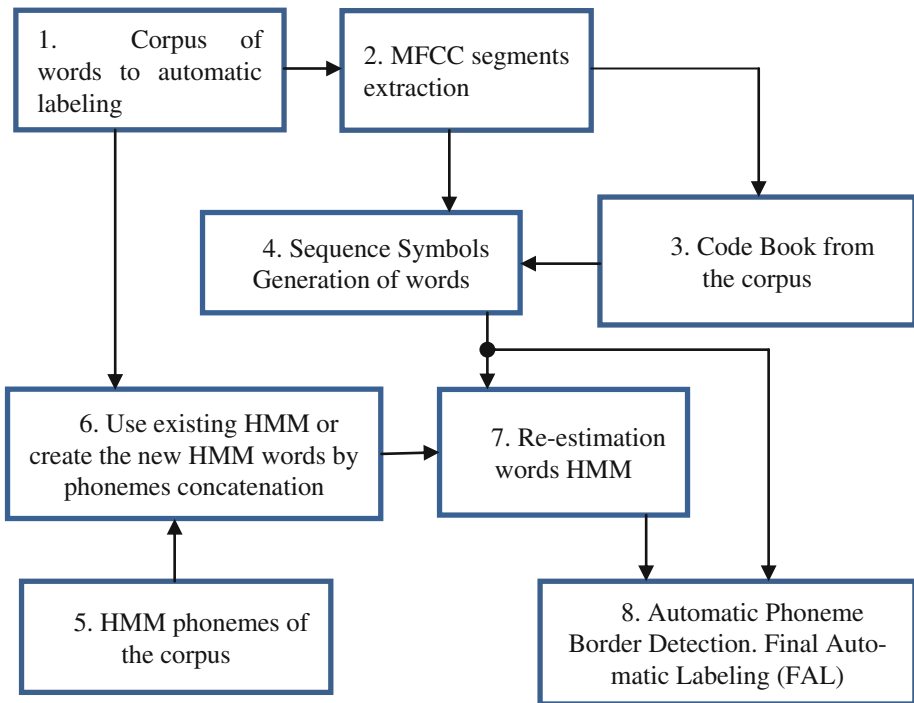 1. Corpus of
words to automatic
labeling
2. MFCC segments
extraction
3. Code Book from
the corpus
4. Sequence Symbols
Generation of words
5. HMM phonemes of
the corpus
6. Use existing HMM or
create the new HMM words by
phonemes concatenation
7. Re-estimation
words HMM
8. Automatic Phoneme
Border Detection. Final Auto-
matic Labeling (FAL)